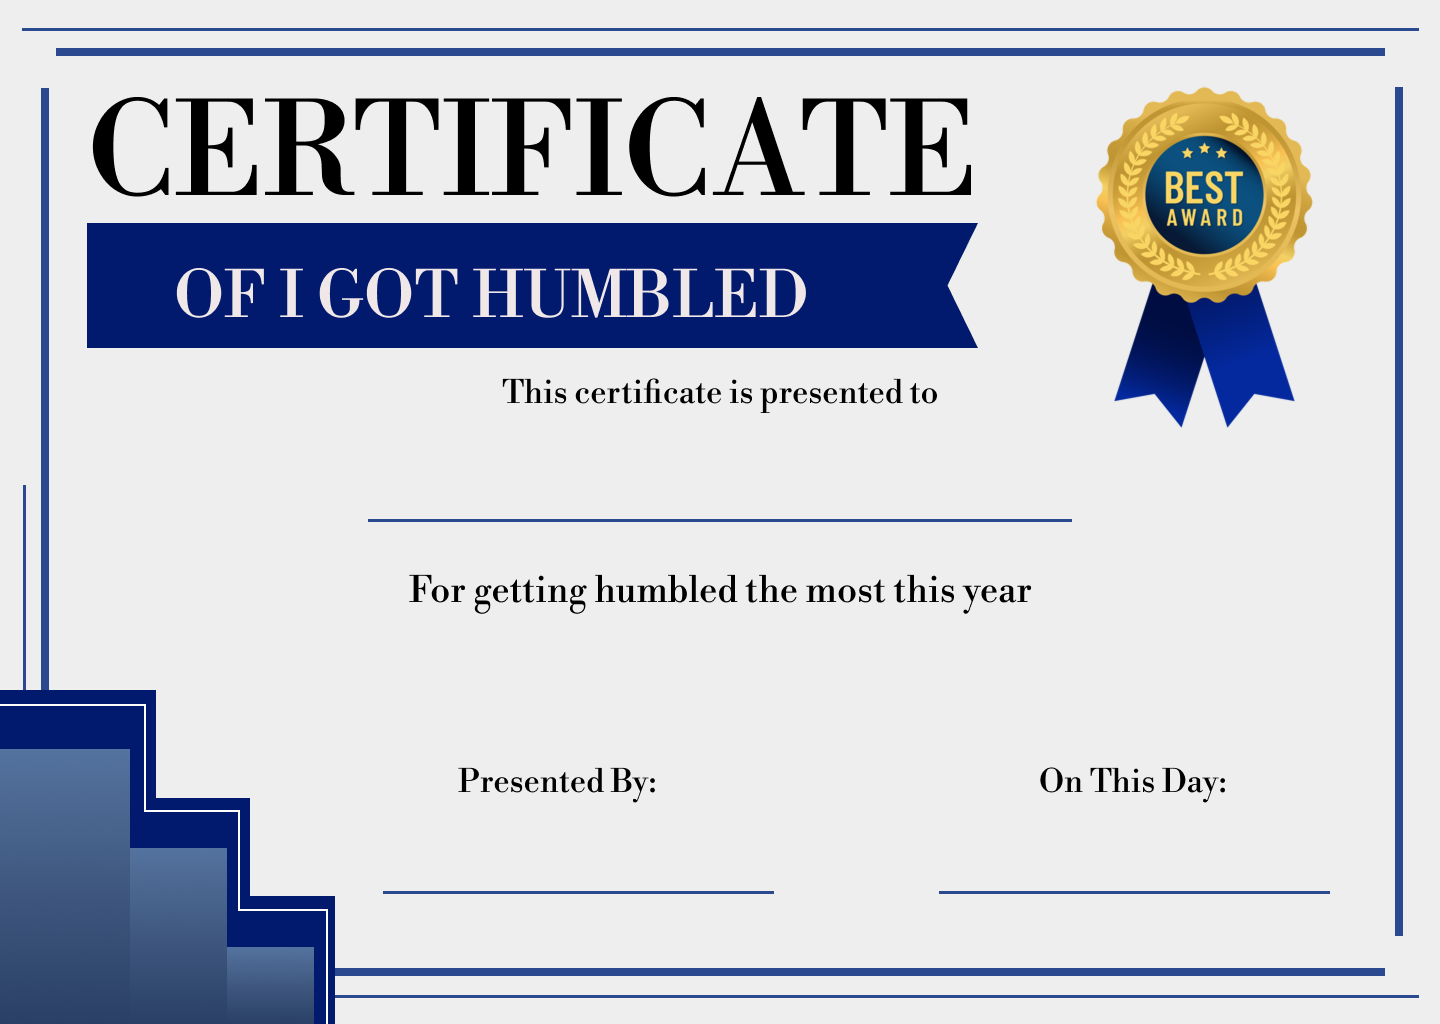 CERTIFICATE
OF I GOT HUMBLED
BEST
AWARD
This certificate is presented to
For getting humbled the most this year
Presented By:
On This Day: